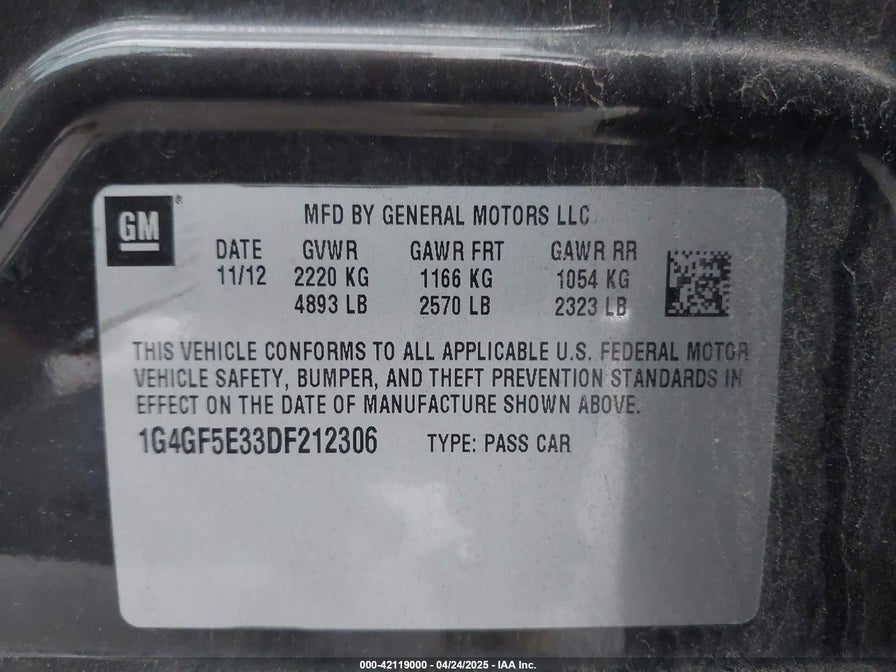 GM ®
MFD BY GENERAL MOTORS LLC
DATE GVWR GAWR FRT GAWR RR
11/12 2220 KG 1166 KG 1054 KG
4893 LB 2570 LB 2323 LB
THIS VEHICLE CONFORMS TO ALL APPLICABLE U.S. FEDERAL MOTOR
VEHICLE SAFETY, BUMPER, AND THEFT PREVENTION STANDARDS IN
EFFECT ON THE DATE OF MANUFACTURE SHOWN ABOVE.
1G4GF5E33DF212306 TYPE: PASS CAR
000-42119000 - 04/24/2025 - IAA Inc.